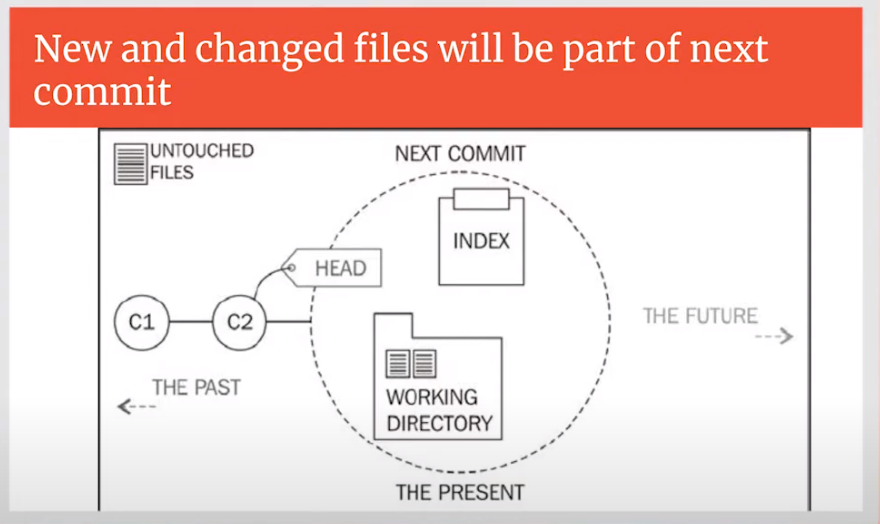 New and changed files will be part of next
commit
UNTOUCHED
FILES
NEXT COMMIT
INDEX
HEAD
C1
C2
THE FUTURE
THE PAST
WORKING
DIRECTORY
THE PRESENT